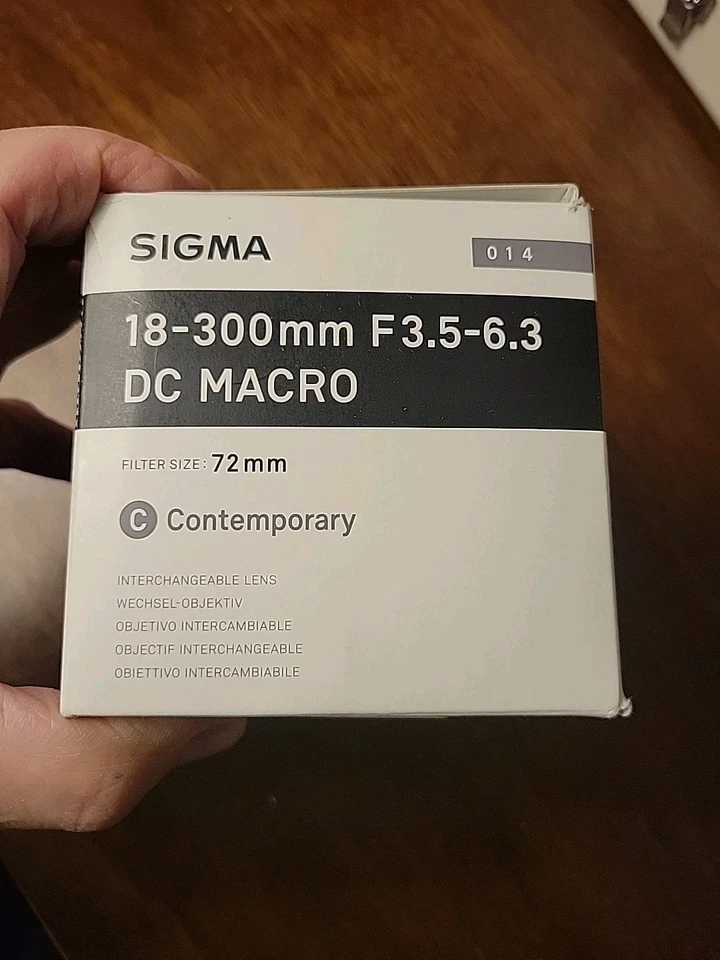 SIGMA
014
18-300mm F3.5-6.3
DC MACRO
FILTER SIZE: 72mm
C Contemporary
INTERCHANGEABLE LENS
WECHSEL-OBJEKTIV
OBJETIVO INTERCAMBIABLE
OBJECTIF INTERCHANGEABLE
OBIETTIVO INTERCAMBIABILE